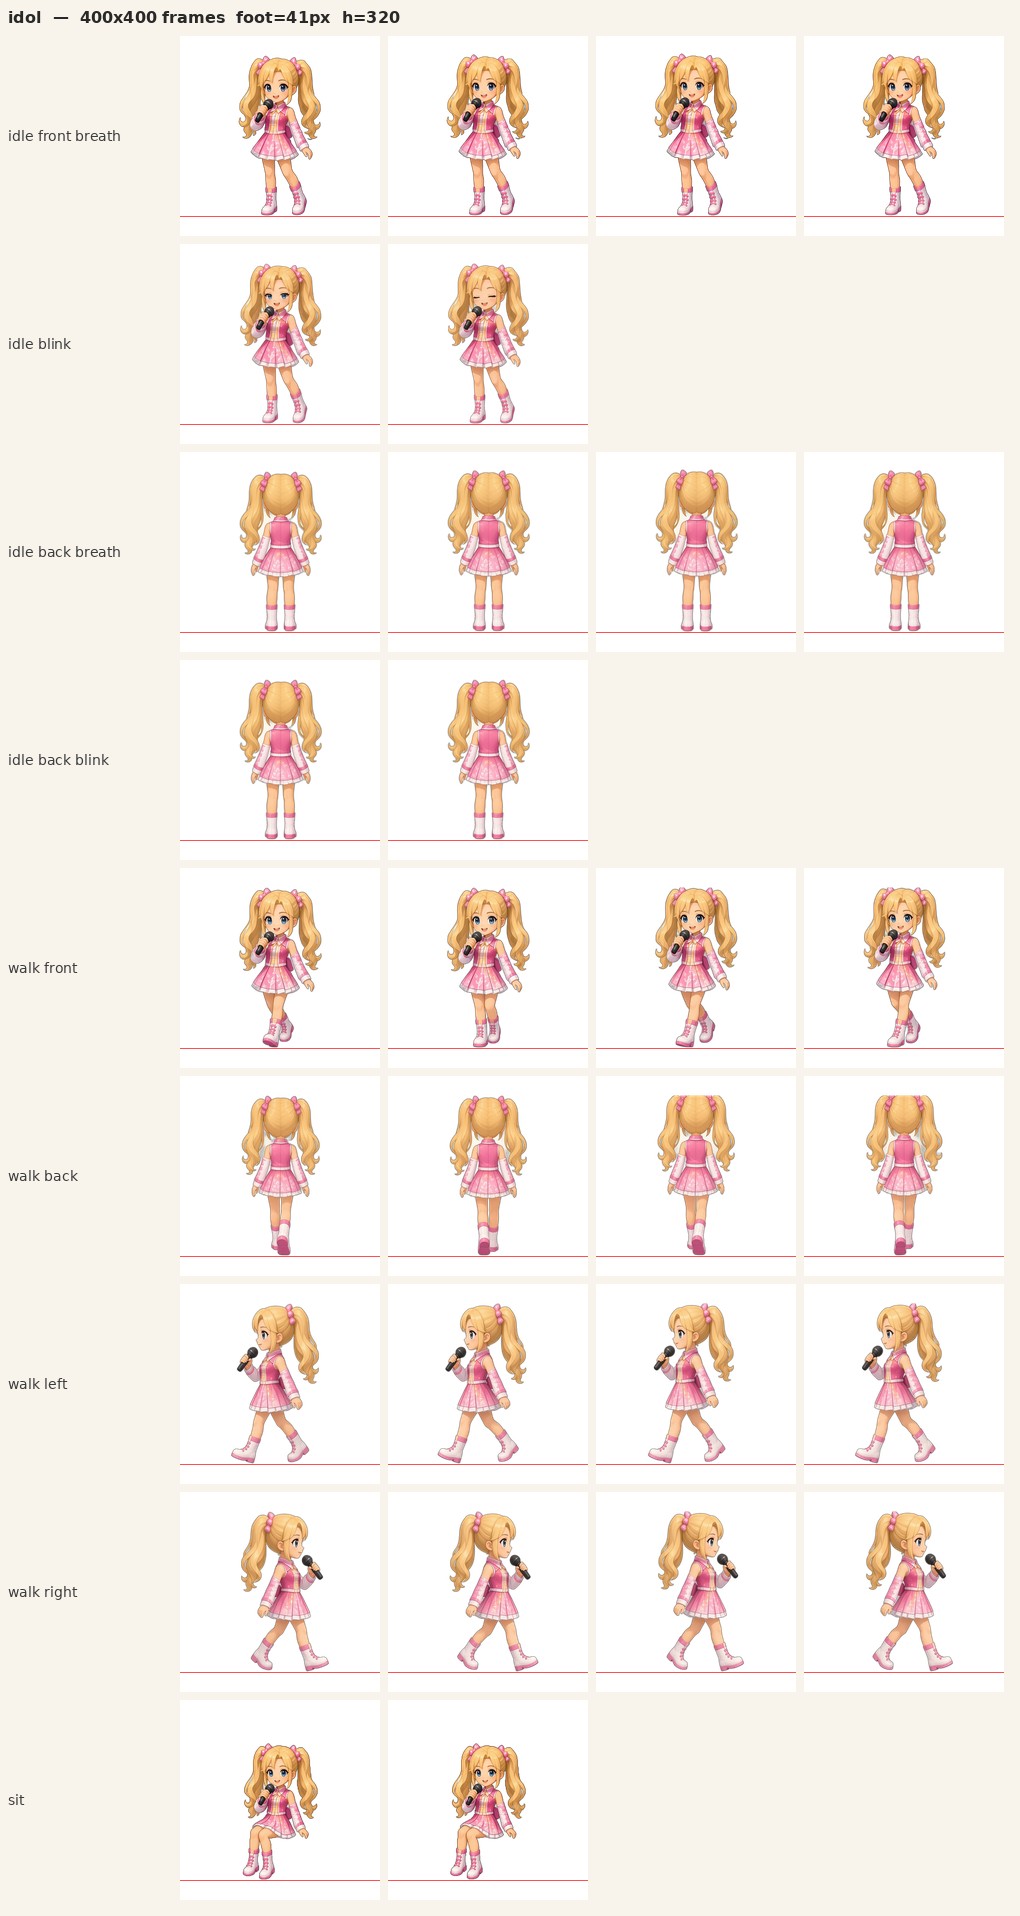 idol — 400x400 frames foot=41px h=320
idle front breath
idle blink
idle back breath
idle back blink
walk front
walk back
walk left
walk right
sit